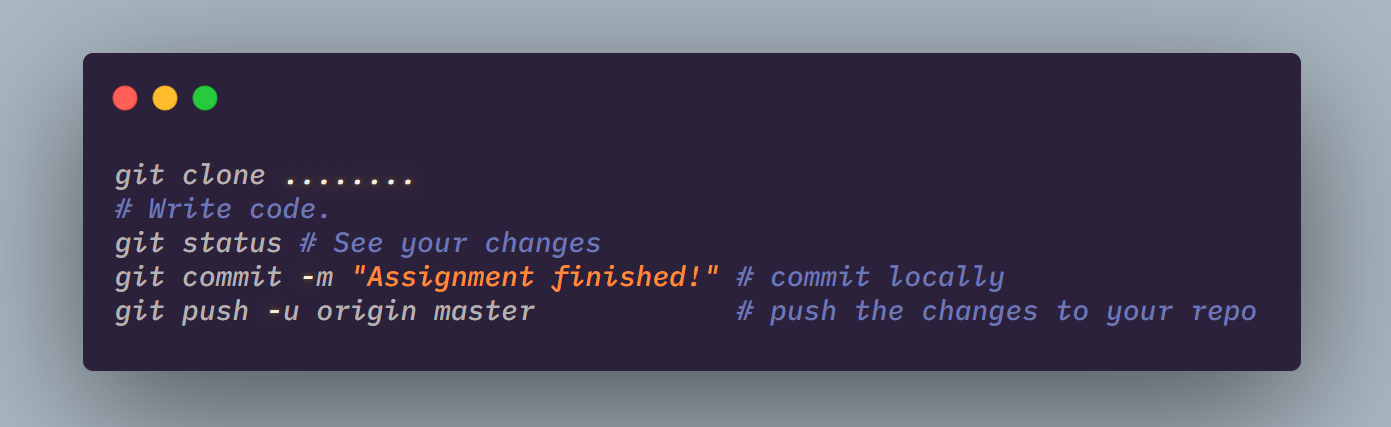 git clone ........
# Write code.
git status # See your changes
git commit -m "Assignment finished!" # commit locally
git push -u origin master            # push the changes to your repo